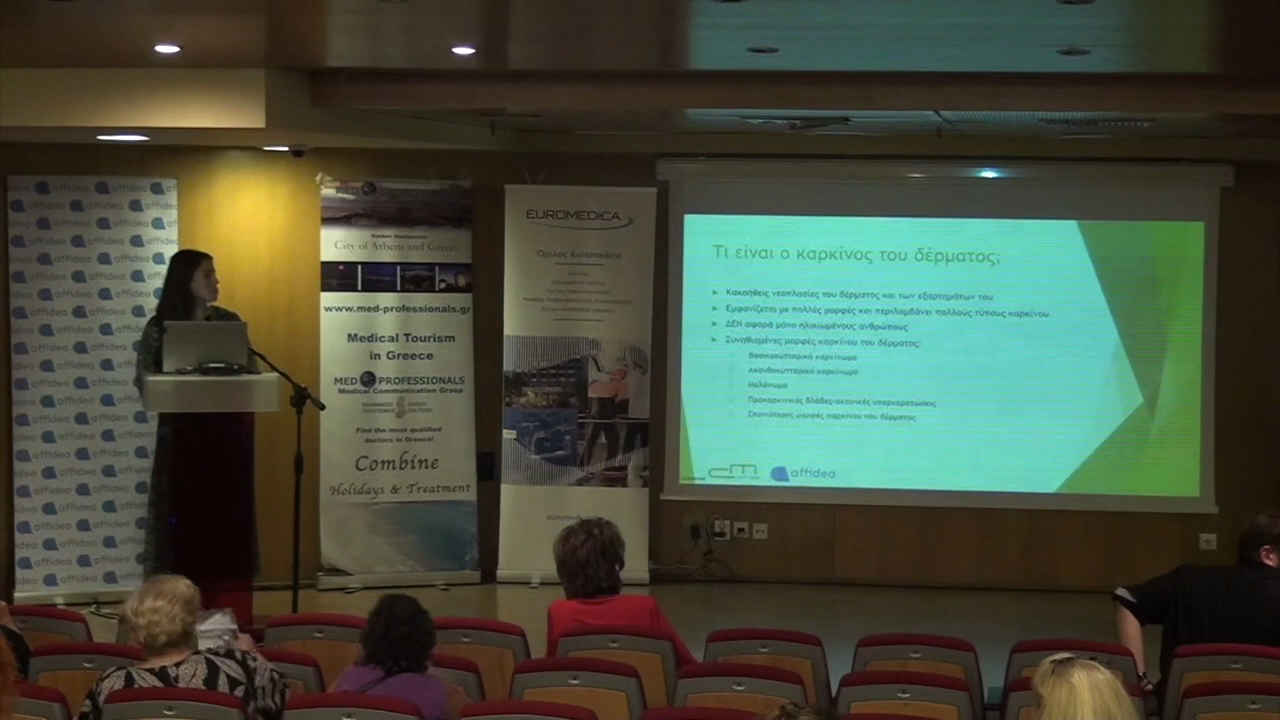 affidea
City of Athens and Greece
www.med-professionals.gr
Medical Tourism
in Greece
MED PROFESSIONALS
Medical Communication Group
Find the most qualified
doctors in Greece!
Combine
Holidays & Treatment
EUROMEDICA
Όμιλος Euromedica
Τι είναι ο καρκίνος του δέρματος;
Κακοήθεις νεοπλασίες του δέρματος και των εξαρτημάτων του
Εμφανίζεται με πολλές μορφές και περιλαμβάνει πολλούς τύπους καρκίνου
ΔΕΝ αφορά μόνο ηλικιωμένους ανθρώπους
Συνηθισμένες μορφές καρκίνου του δέρματος:
Βασικοκυτταρικό καρκίνωμα
Ακανθοκυτταρικό καρκίνωμα
Μελάνωμα
Προκαρκινικές βλάβες-ακτινικές υπερκερατώσεις
Σπανιότερες μορφές καρκίνου του δέρματος
affidea